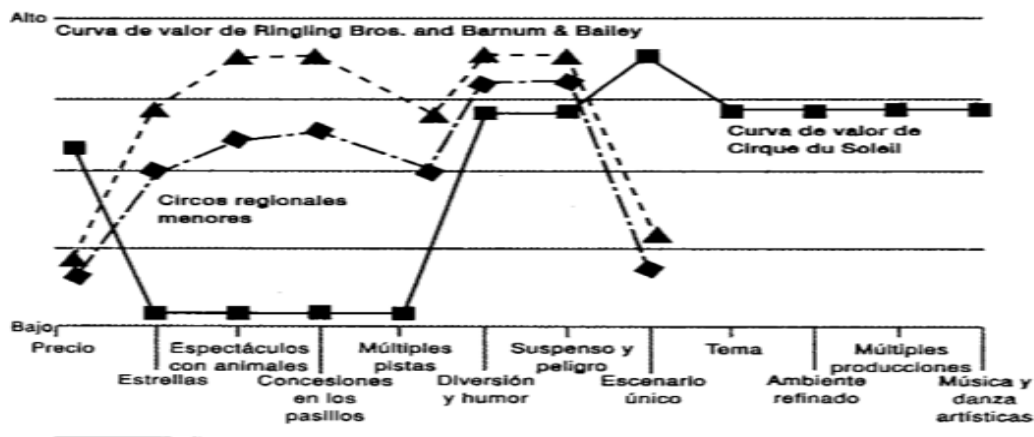 Alto
Curva de valor de Ringling Bros. and Barnum & Bailey
Curva de valor de
Cirque du Soleil
Circos regionales
menores
Bajo
Precio
Estrellas
Espectáculos
con animales
Concesiones
en los
pasillos
Múltiples
pistas
Diversión
y humor
Suspenso y
peligro
Escenario
único
Tema
Ambiente
refinado
Múltiples
producciones
Música y
danza
artísticas